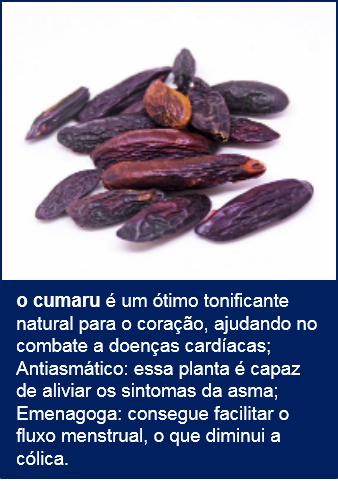 o cumaru é um ótimo tonificante
natural para o coração, ajudando no
combate a doenças cardíacas;
Antiasmático: essa planta é capaz
de aliviar os sintomas da asma;
Emenagoga: consegue facilitar o
fluxo menstrual, o que diminui a
cólica.